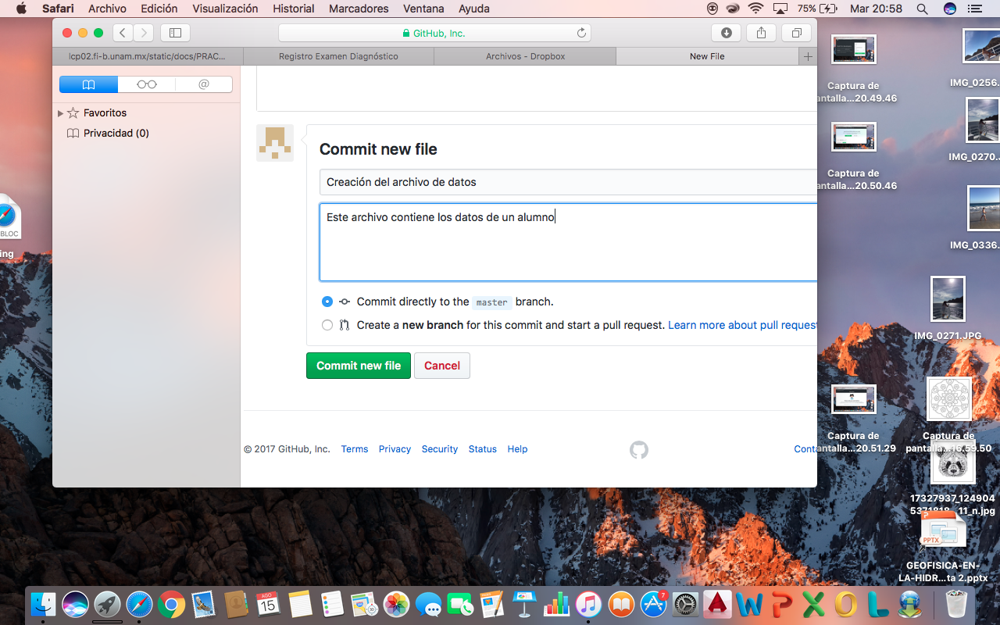 Safari Archivo Edición Visualización Historial Marcadores Ventana Ayuda 75% Mar 20:58
GitHub, Inc.
lcp02.fi-b.unam.mx/static/docs/PRAC... Registro Examen Diagnóstico Archivos - Dropbox New File
@
Favoritos
Privacidad (0)
Commit new file
Creación del archivo de datos
Este archivo contiene los datos de un alumno
Commit directly to the master branch.
Create a new branch for this commit and start a pull request. Learn more about pull request
Commit new file Cancel
© 2017 GitHub, Inc. Terms Privacy Security Status Help
Cont
BLOC
ing
Captura de
antalla...20.49.46
IMG_0256.
Captura de
antalla...20.50.46
IMG_0270.
IMG_0336.
IMG_0271.JPG
Captura de
antalla...20.51.29
Captura de
pantalla...16.59.50
17327937_124904
5371818...11_n.jpg
P
PPTX
GEOFISICA-EN-
LA-HIDR...ta 2.pptx
AGO
15
7